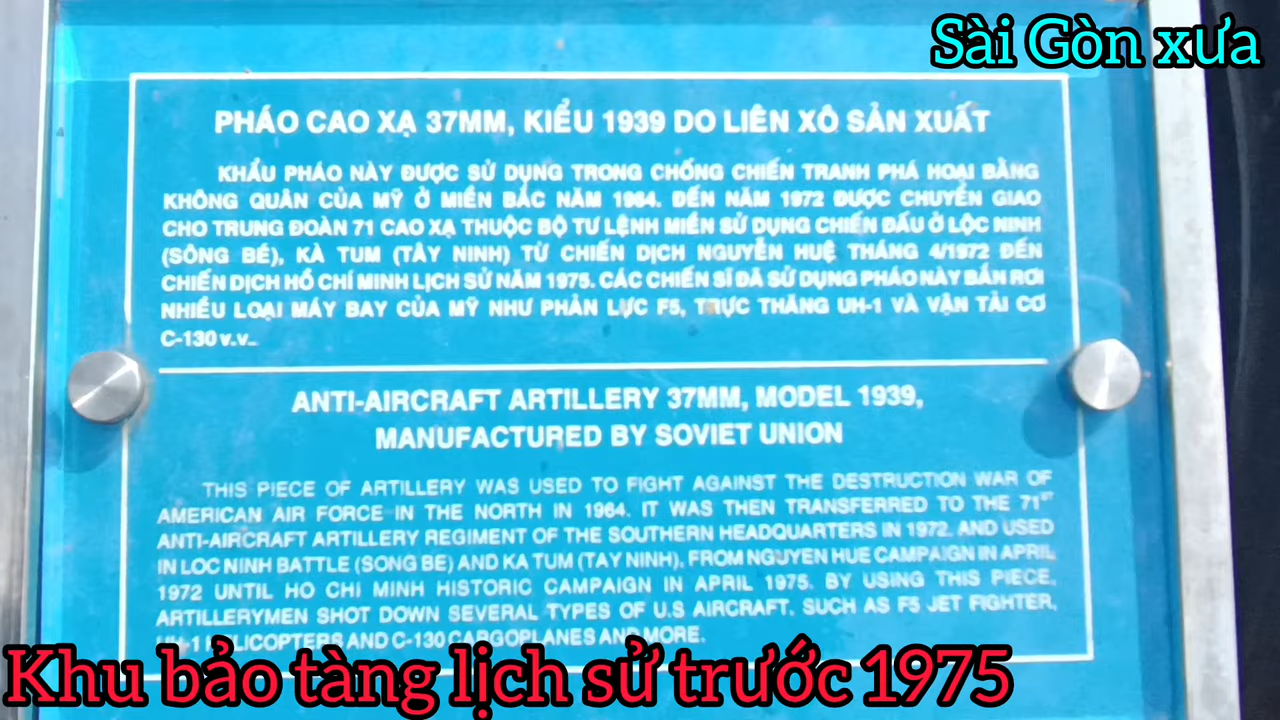 Sài Gòn xưa
PHÁO CAO XẠ 37MM, KIỂU 1939 DO LIÊN XÔ SẢN XUẤT
KHẨU PHÁO NÀY ĐƯỢC SỬ DỤNG TRONG CHỐNG CHIẾN TRANH PHÁ HOẠI BẰNG
KHÔNG QUÂN CỦA MỸ Ở MIỀN BẮC NĂM 1964. ĐẾN NĂM 1972 ĐƯỢC CHUYỂN GIAO
CHO TRUNG ĐOÀN 71 CAO XẠ THUỘC BỘ TƯ LỆNH MIỀN SỬ DỤNG CHIẾN ĐẤU Ở LỘC NINH
(SÔNG BÉ), KÀ TUM (TÂY NINH) TỪ CHIẾN DỊCH NGUYỄN HUỆ THÁNG 4/1972 ĐẾN
CHIẾN DỊCH HỒ CHÍ MINH LỊCH SỬ NĂM 1975. CÁC CHIẾN SĨ ĐÃ SỬ DỤNG PHÁO NÀY BẮN RƠI
NHIỀU LOẠI MÁY BAY CỦA MỸ NHƯ PHẢN LỰC F5, TRỰC THĂNG UH-1 VÀ VẬN TẢI CƠ
C-130 v.v..
ANTI-AIRCRAFT ARTILLERY 37MM, MODEL 1939,
MANUFACTURED BY SOVIET UNION
THIS PIECE OF ARTILLERY WAS USED TO FIGHT AGAINST THE DESTRUCTION WAR OF
AMERICAN AIR FORCE IN THE NORTH IN 1964. IT WAS THEN TRANSFERRED TO THE 71ST
ANTI-AIRCRAFT ARTILLERY REGIMENT OF THE SOUTHERN HEADQUARTERS IN 1972, AND USED
IN LOC NINH BATTLE (SONG BE) AND KA TUM (TAY NINH), FROM NGUYEN HUE CAMPAIGN IN APRIL
1972 UNTIL HO CHI MINH HISTORIC CAMPAIGN IN APRIL 1975. BY USING THIS PIECE,
ARTILLERYMEN SHOT DOWN SEVERAL TYPES OF U.S AIRCRAFT, SUCH AS F5 JET FIGHTER,
UH-1 HELICOPTERS AND C-130 CARGOPLANES AND MORE.
Khu bảo tàng lịch sử trước 1975